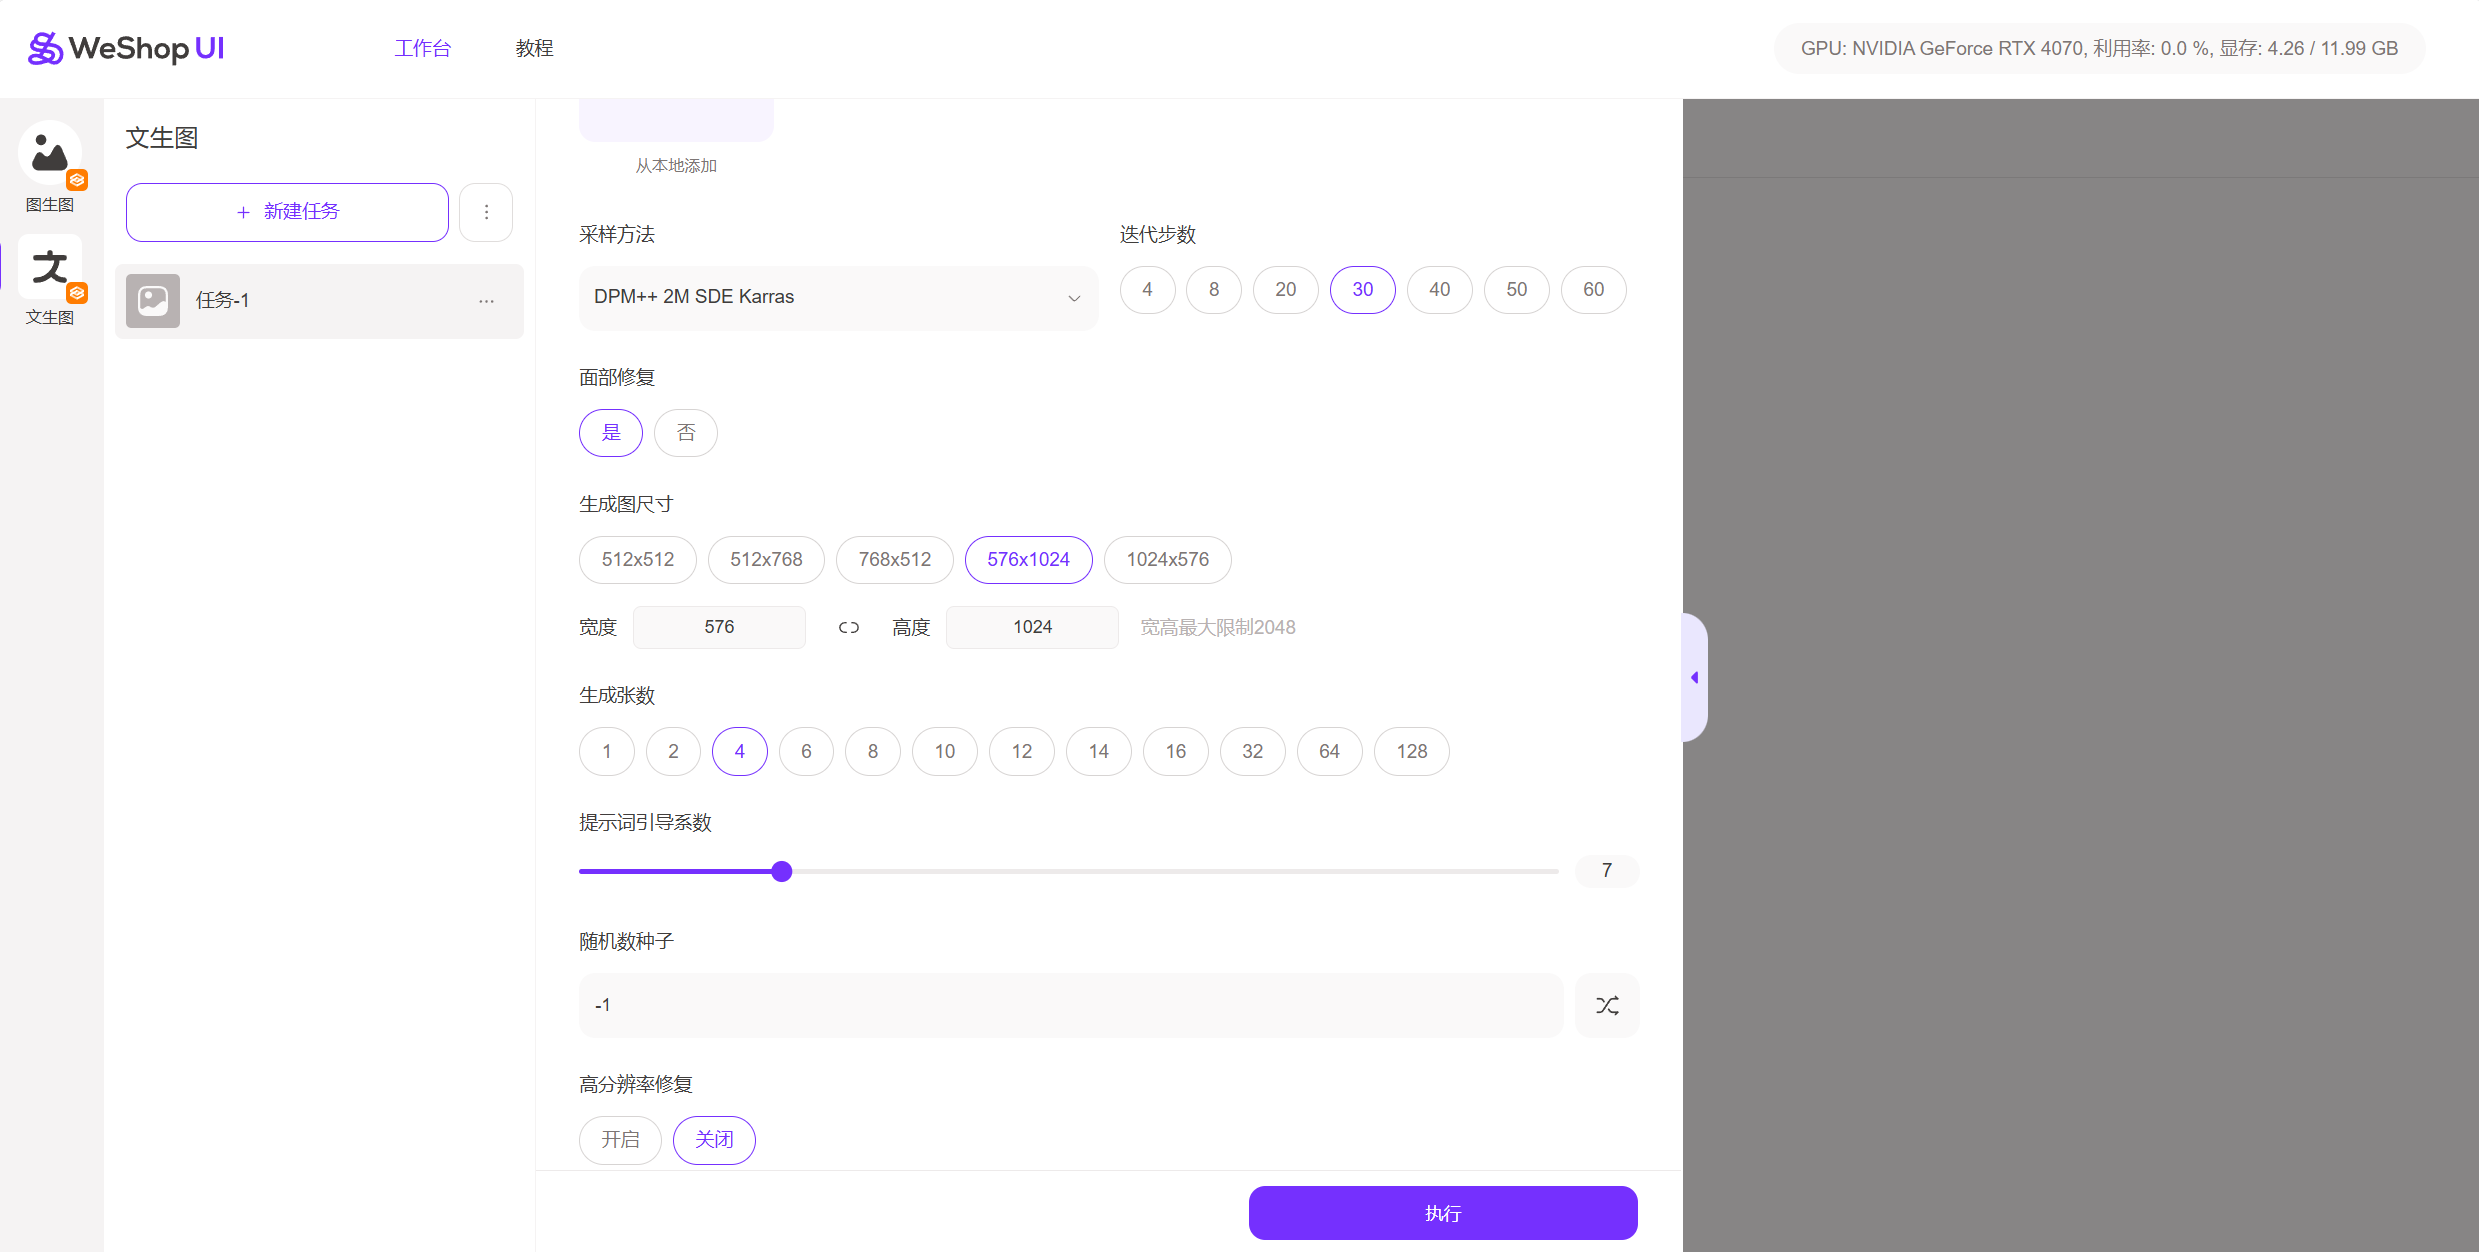 WeShop UI
工作台
教程
GPU: NVIDIA GeForce RTX 4070, 利用率: 0.0 %, 显存: 4.26 / 11.99 GB
图生图
文
文生图
文生图
+ 新建任务
任务-1
从本地添加
采样方法
DPM++ 2M SDE Karras
迭代步数
4 8 20 30 40 50 60
面部修复
是 否
生成图尺寸
512x512 512x768 768x512 576x1024 1024x576
宽度 576 高度 1024 宽高最大限制2048
生成张数
1 2 4 6 8 10 12 14 16 32 64 128
提示词引导系数
7
随机数种子
-1
高分辨率修复
开启 关闭
执行